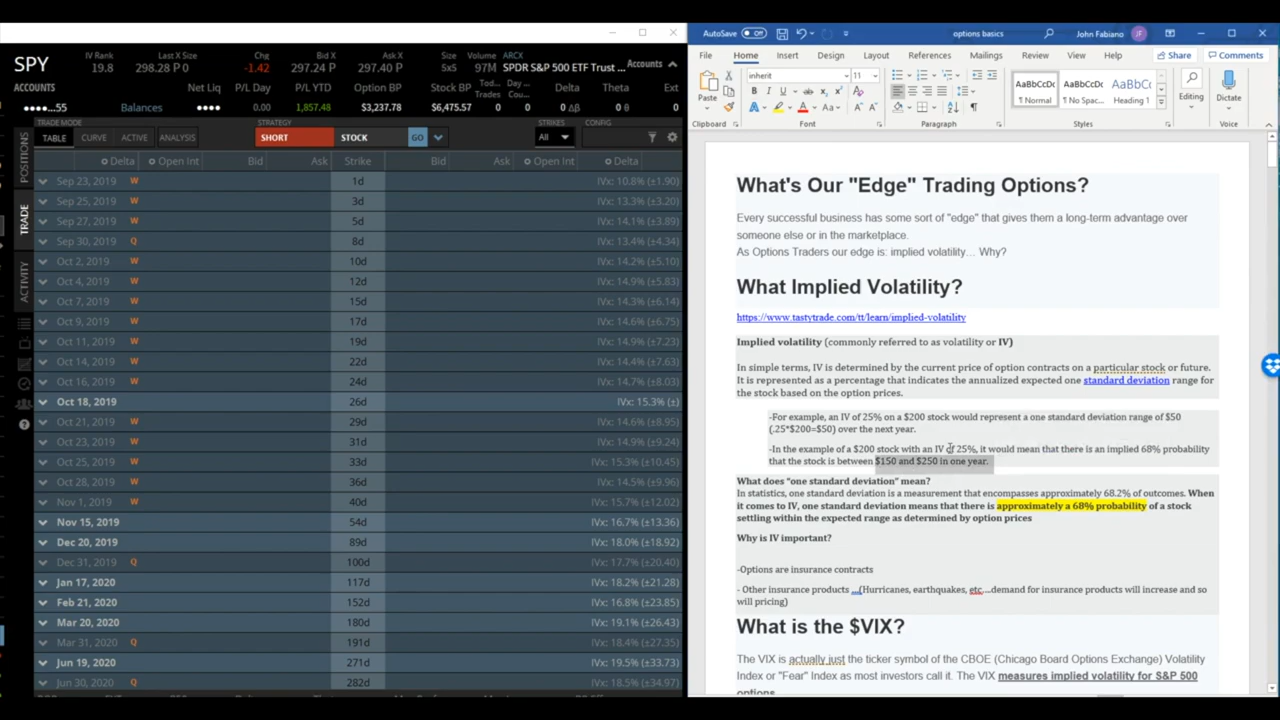 SPY
IV Rank
19.8
Last X Size
298.28 P 0
Chg
-1.42
Bid X
297.24 P
Ask X
297.40 P
Size
5x5
Volume
97M
ARCX
SPDR S&P 500 ETF Trust ...
Accounts
ACCOUNTS
Net Liq
P/L Day
P/L YTD
Option BP
Stock BP
Tod... Trades
Day Cou...
Delta
Theta
Ext
●●●●...55
Balances
●●●●
0.00
1,857.48
$3,237.78
$6,475.57
0
0
0 ΔB
0 θ
0
TRADE MODE
STRATEGY
STRIKES
CONFIG
TABLE
CURVE
ACTIVE
ANALYSIS
SHORT
STOCK
GO
All
POSITIONS
TRADE
ACTIVITY
Delta Open Int Bid Ask Strike Bid Ask Open Int Delta
Sep 23, 2019 W 1d IVx: 10.8% (±1.90)
Sep 25, 2019 W 3d IVx: 13.3% (±3.20)
Sep 27, 2019 W 5d IVx: 14.1% (±3.89)
Sep 30, 2019 Q 8d IVx: 13.4% (±4.34)
Oct 2, 2019 W 10d IVx: 14.2% (±5.10)
Oct 4, 2019 W 12d IVx: 14.9% (±5.83)
Oct 7, 2019 W 15d IVx: 14.3% (±6.14)
Oct 9, 2019 W 17d IVx: 14.6% (±6.75)
Oct 11, 2019 W 19d IVx: 14.9% (±7.23)
Oct 14, 2019 W 22d IVx: 14.4% (±7.63)
Oct 16, 2019 W 24d IVx: 14.7% (±8.03)
Oct 18, 2019 26d IVx: 15.3% (±)
Oct 21, 2019 W 29d IVx: 14.6% (±8.95)
Oct 23, 2019 W 31d IVx: 14.9% (±9.24)
Oct 25, 2019 W 33d IVx: 15.3% (±10.45)
Oct 28, 2019 W 36d IVx: 14.5% (±9.96)
Nov 1, 2019 W 40d IVx: 15.7% (±12.02)
Nov 15, 2019 54d IVx: 16.7% (±13.36)
Dec 20, 2019 89d IVx: 18.0% (±18.92)
Dec 31, 2019 Q 100d IVx: 17.7% (±20.40)
Jan 17, 2020 117d IVx: 18.2% (±21.28)
Feb 21, 2020 152d IVx: 16.8% (±23.85)
Mar 20, 2020 180d IVx: 19.1% (±26.43)
Mar 31, 2020 Q 191d IVx: 18.4% (±27.35)
Jun 19, 2020 271d IVx: 19.5% (±33.73)
Jun 30, 2020 Q 282d IVx: 18.5% (±34.97)
AutoSave Off
options basics
John Fabiano JF
File Home Insert Design Layout References Mailings Review View Help Share Comments
Paste
inherit
11
B I U ab x₂ x²
AaBbCcDc AaBbCcDc AaBbCc
¶ Normal ¶ No Spac... Heading 1
Editing
Dictate
Clipboard Font Paragraph Styles Voice
What's Our "Edge" Trading Options?
Every successful business has some sort of "edge" that gives them a long-term advantage over
someone else or in the marketplace.
As Options Traders our edge is: implied volatility… Why?
What Implied Volatility?
https://www.tastytrade.com/tt/learn/implied-volatility
Implied volatility (commonly referred to as volatility or IV)
In simple terms, IV is determined by the current price of option contracts on a particular stock or future.
It is represented as a percentage that indicates the annualized expected one standard deviation range for
the stock based on the option prices.
-For example, an IV of 25% on a $200 stock would represent a one standard deviation range of $50
(.25*$200=$50) over the next year.
-In the example of a $200 stock with an IV of 25%, it would mean that there is an implied 68% probability
that the stock is between $150 and $250 in one year.
What does "one standard deviation" mean?
In statistics, one standard deviation is a measurement that encompasses approximately 68.2% of outcomes. When
it comes to IV, one standard deviation means that there is approximately a 68% probability of a stock
settling within the expected range as determined by option prices
Why is IV important?
-Options are insurance contracts
- Other insurance products …(Hurricanes, earthquakes, etc…demand for insurance products will increase and so
will pricing)
What is the $VIX?
The VIX is actually just the ticker symbol of the CBOE (Chicago Board Options Exchange) Volatility
Index or "Fear" Index as most investors call it. The VIX measures implied volatility for S&P 500
options